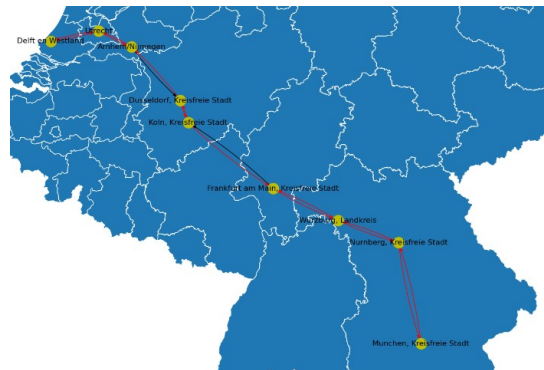 Utrecht
Delft en Westland
Arnhem/Nijmegen
Dusseldorf, Kreisfreie Stadt
Koln, Kreisfreie Stadt
Frankfurt am Main, Kreisfreie Stadt
Wurzburg, Landkreis
Nurnberg, Kreisfreie Stadt
Munchen, Kreisfreie Stadt